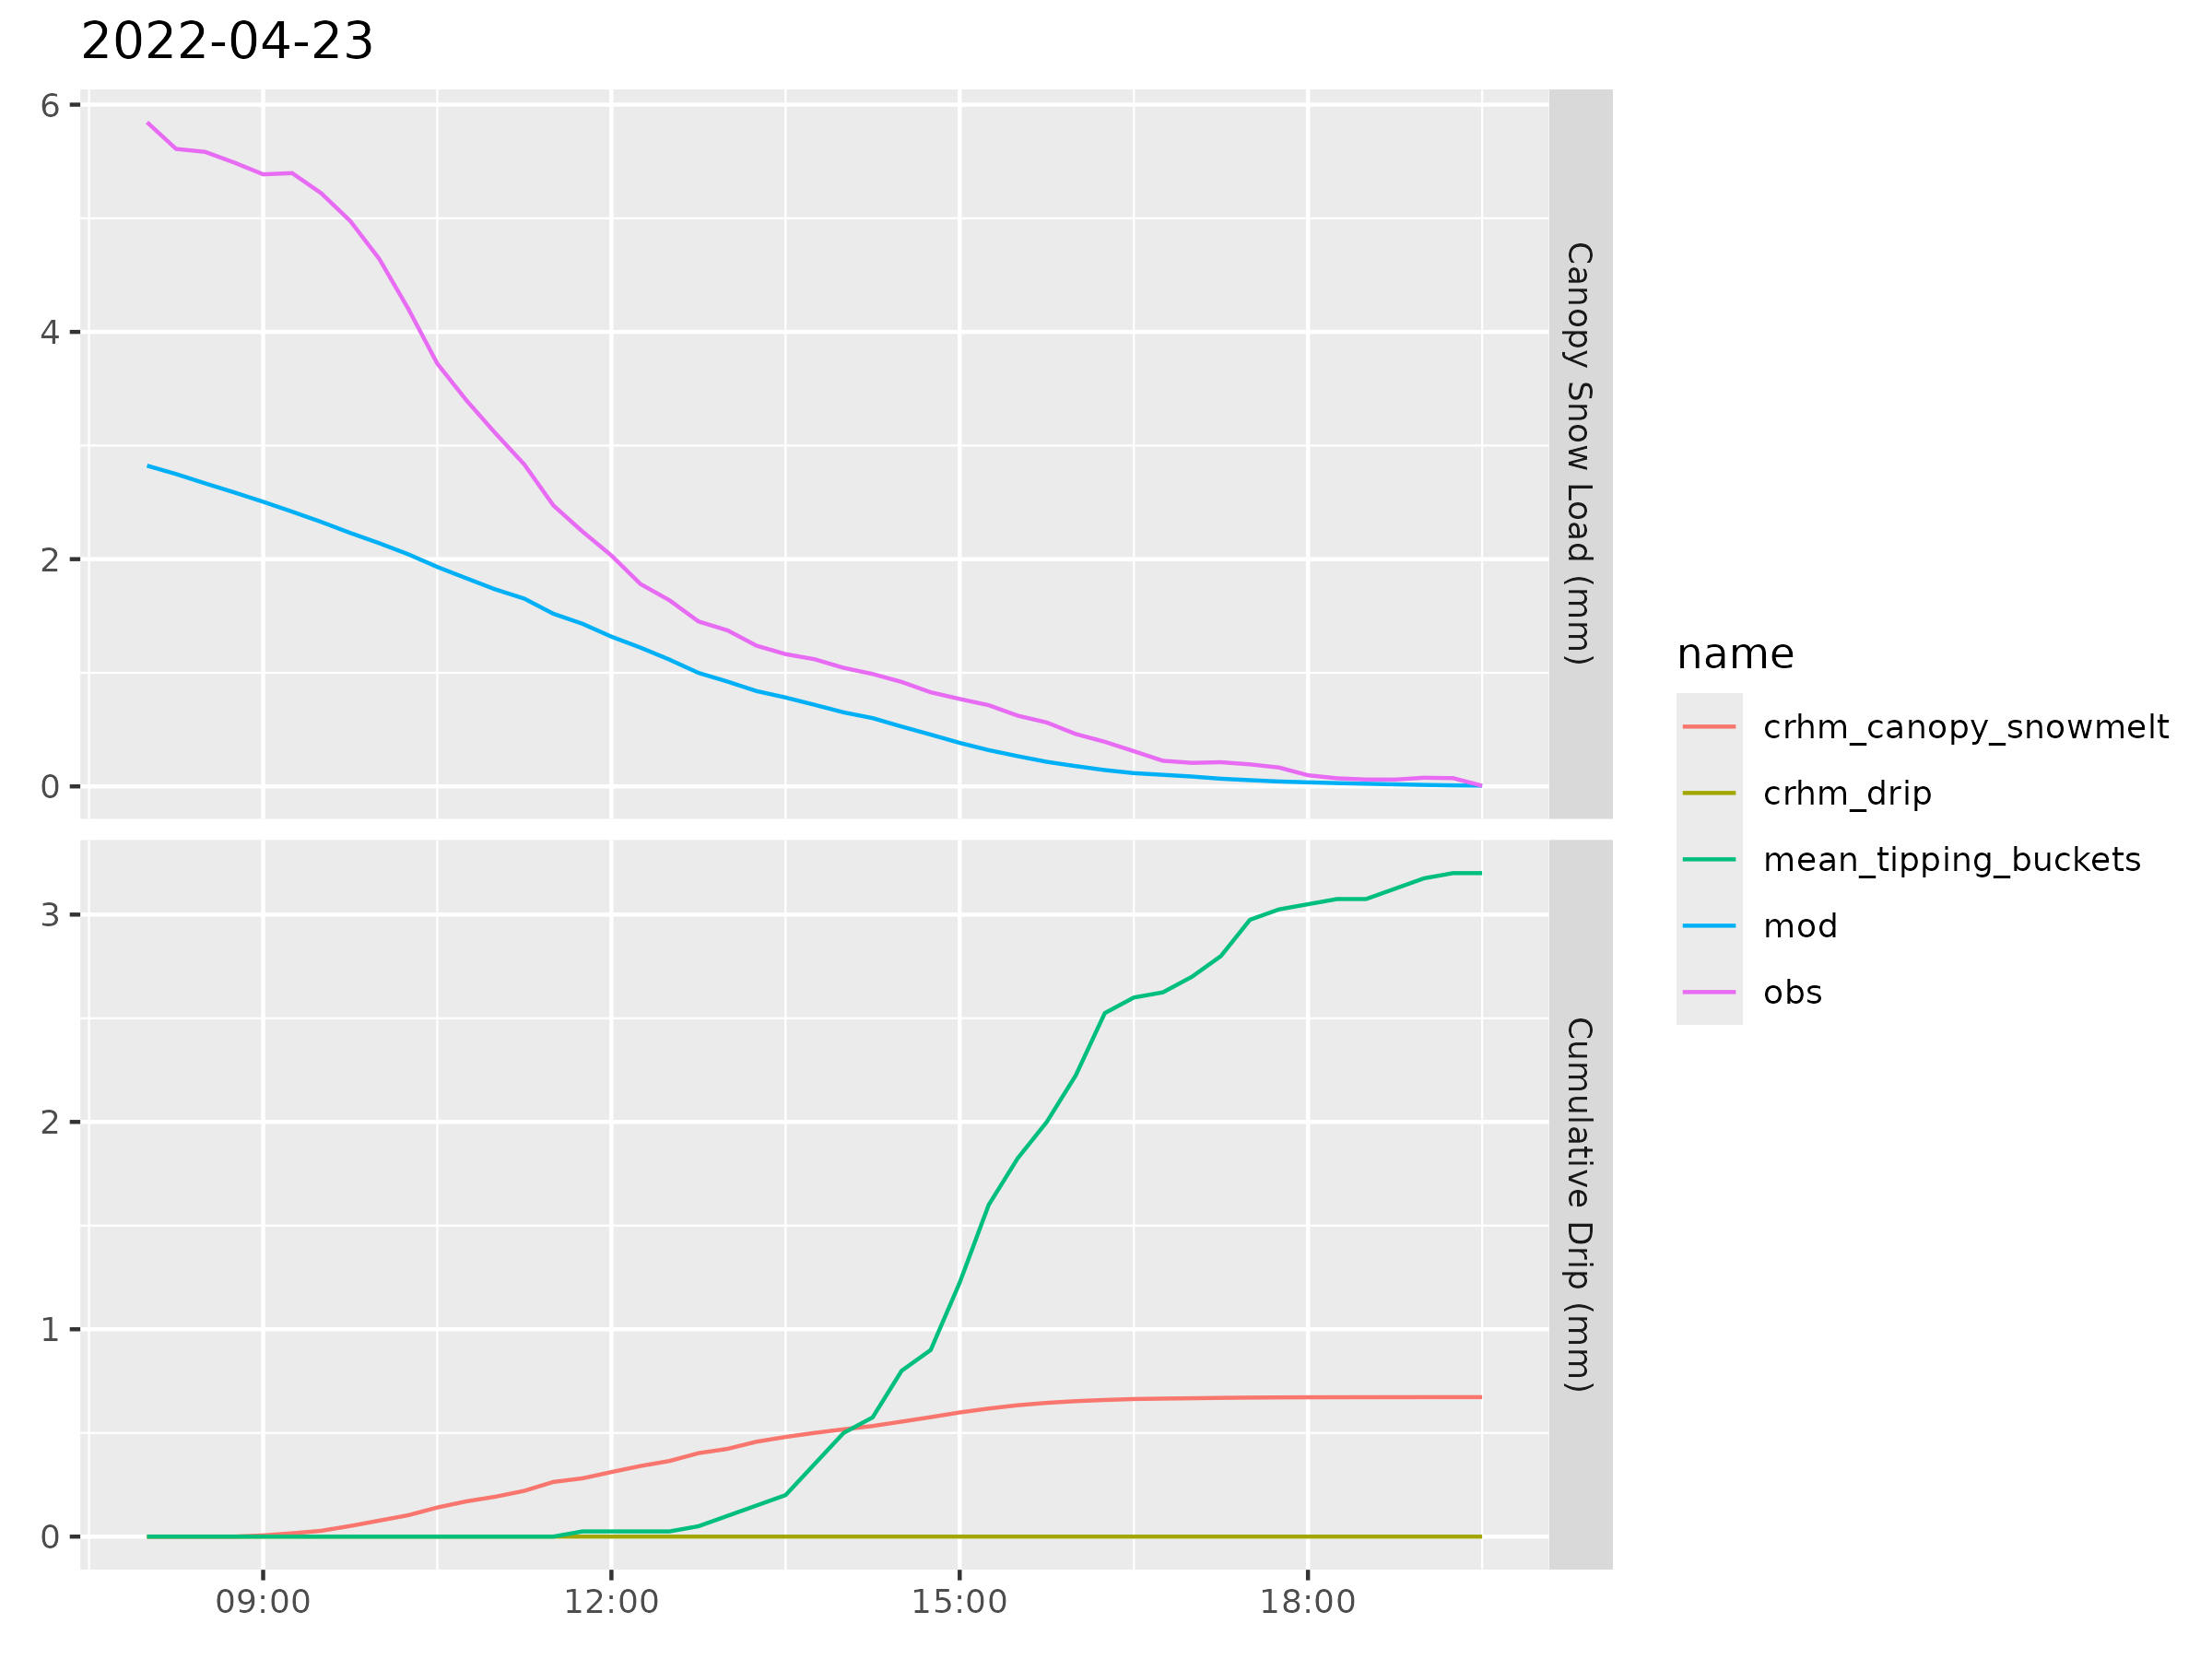 2022-04-23
6
4
2
0
Canopy Snow Load (mm)
3
2
1
0
Cumulative Drip (mm)
09:00 12:00 15:00 18:00
name
crhm_canopy_snowmelt
crhm_drip
mean_tipping_buckets
mod
obs